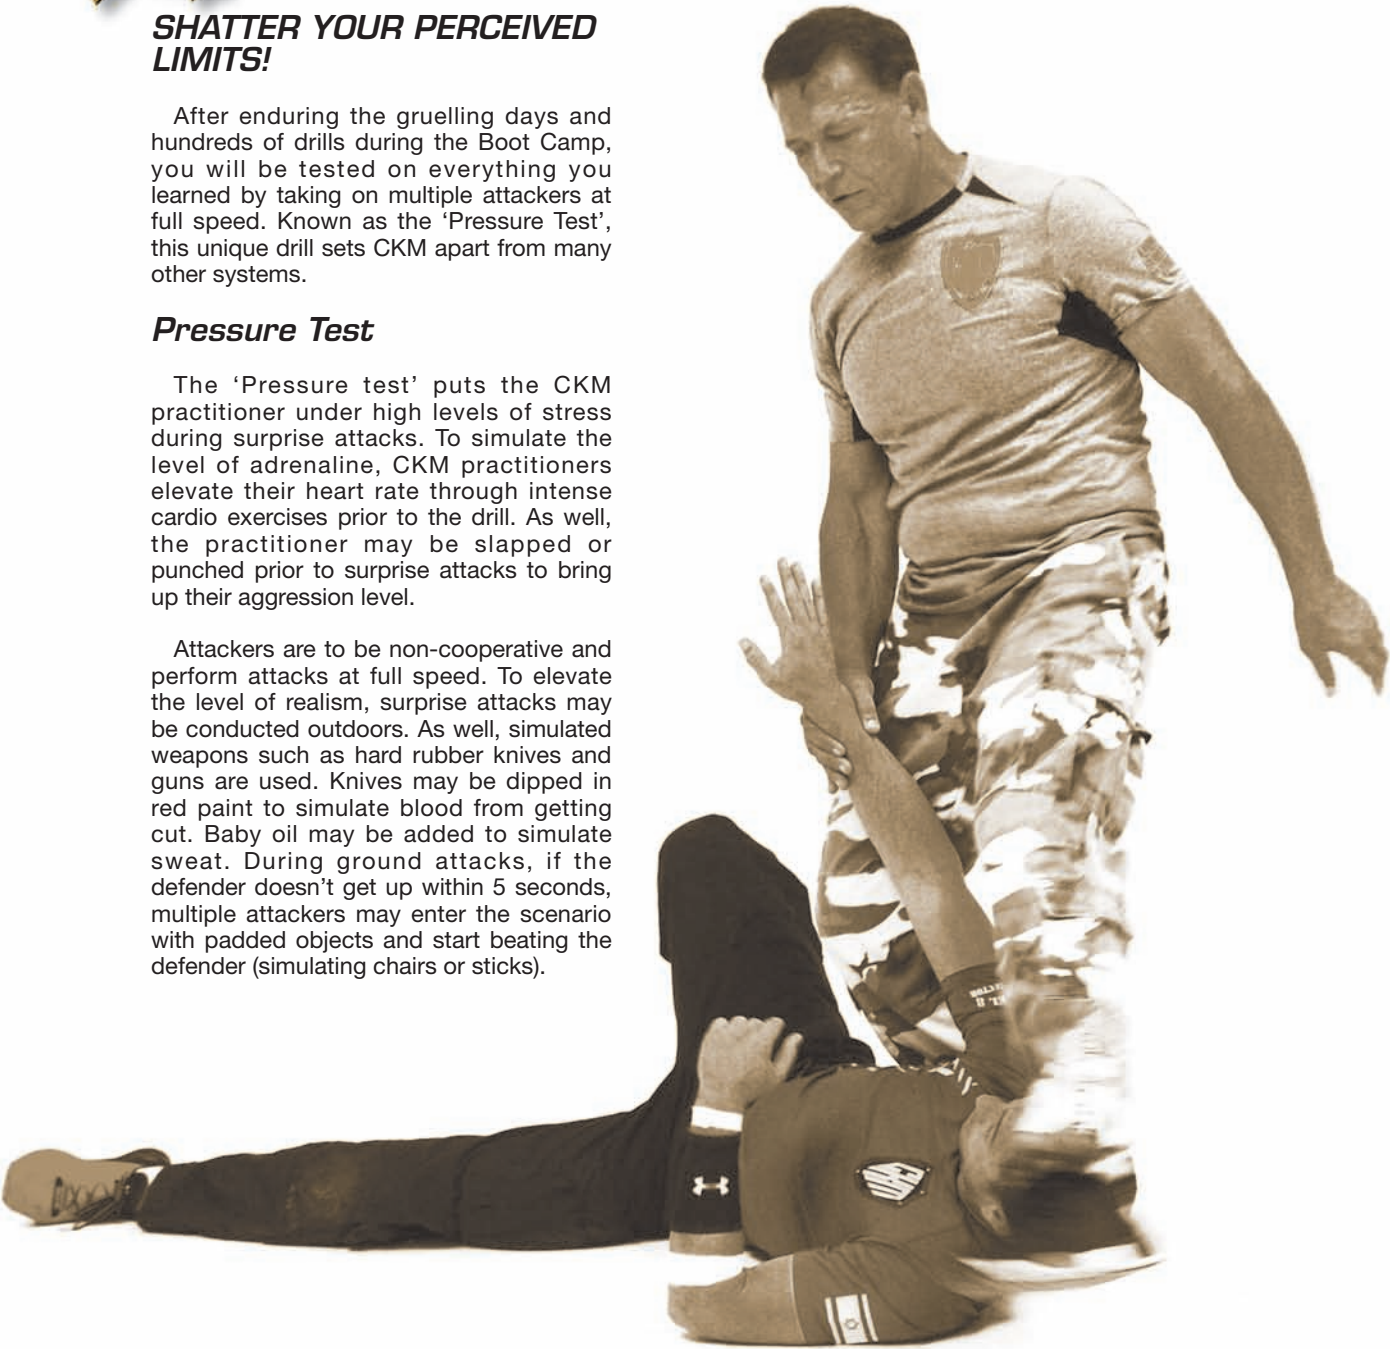 SHATTER YOUR PERCEIVED
LIMITS!
After enduring the gruelling days and
hundreds of drills during the Boot Camp,
you will be tested on everything you
learned by taking on multiple attackers at
full speed. Known as the ‘Pressure Test’,
this unique drill sets CKM apart from many
other systems.
Pressure Test
The ‘Pressure test’ puts the CKM
practitioner under high levels of stress
during surprise attacks. To simulate the
level of adrenaline, CKM practitioners
elevate their heart rate through intense
cardio exercises prior to the drill. As well,
the practitioner may be slapped or
punched prior to surprise attacks to bring
up their aggression level.
Attackers are to be non-cooperative and
perform attacks at full speed. To elevate
the level of realism, surprise attacks may
be conducted outdoors. As well, simulated
weapons such as hard rubber knives and
guns are used. Knives may be dipped in
red paint to simulate blood from getting
cut. Baby oil may be added to simulate
sweat. During ground attacks, if the
defender doesn’t get up within 5 seconds,
multiple attackers may enter the scenario
with padded objects and start beating the
defender (simulating chairs or sticks).